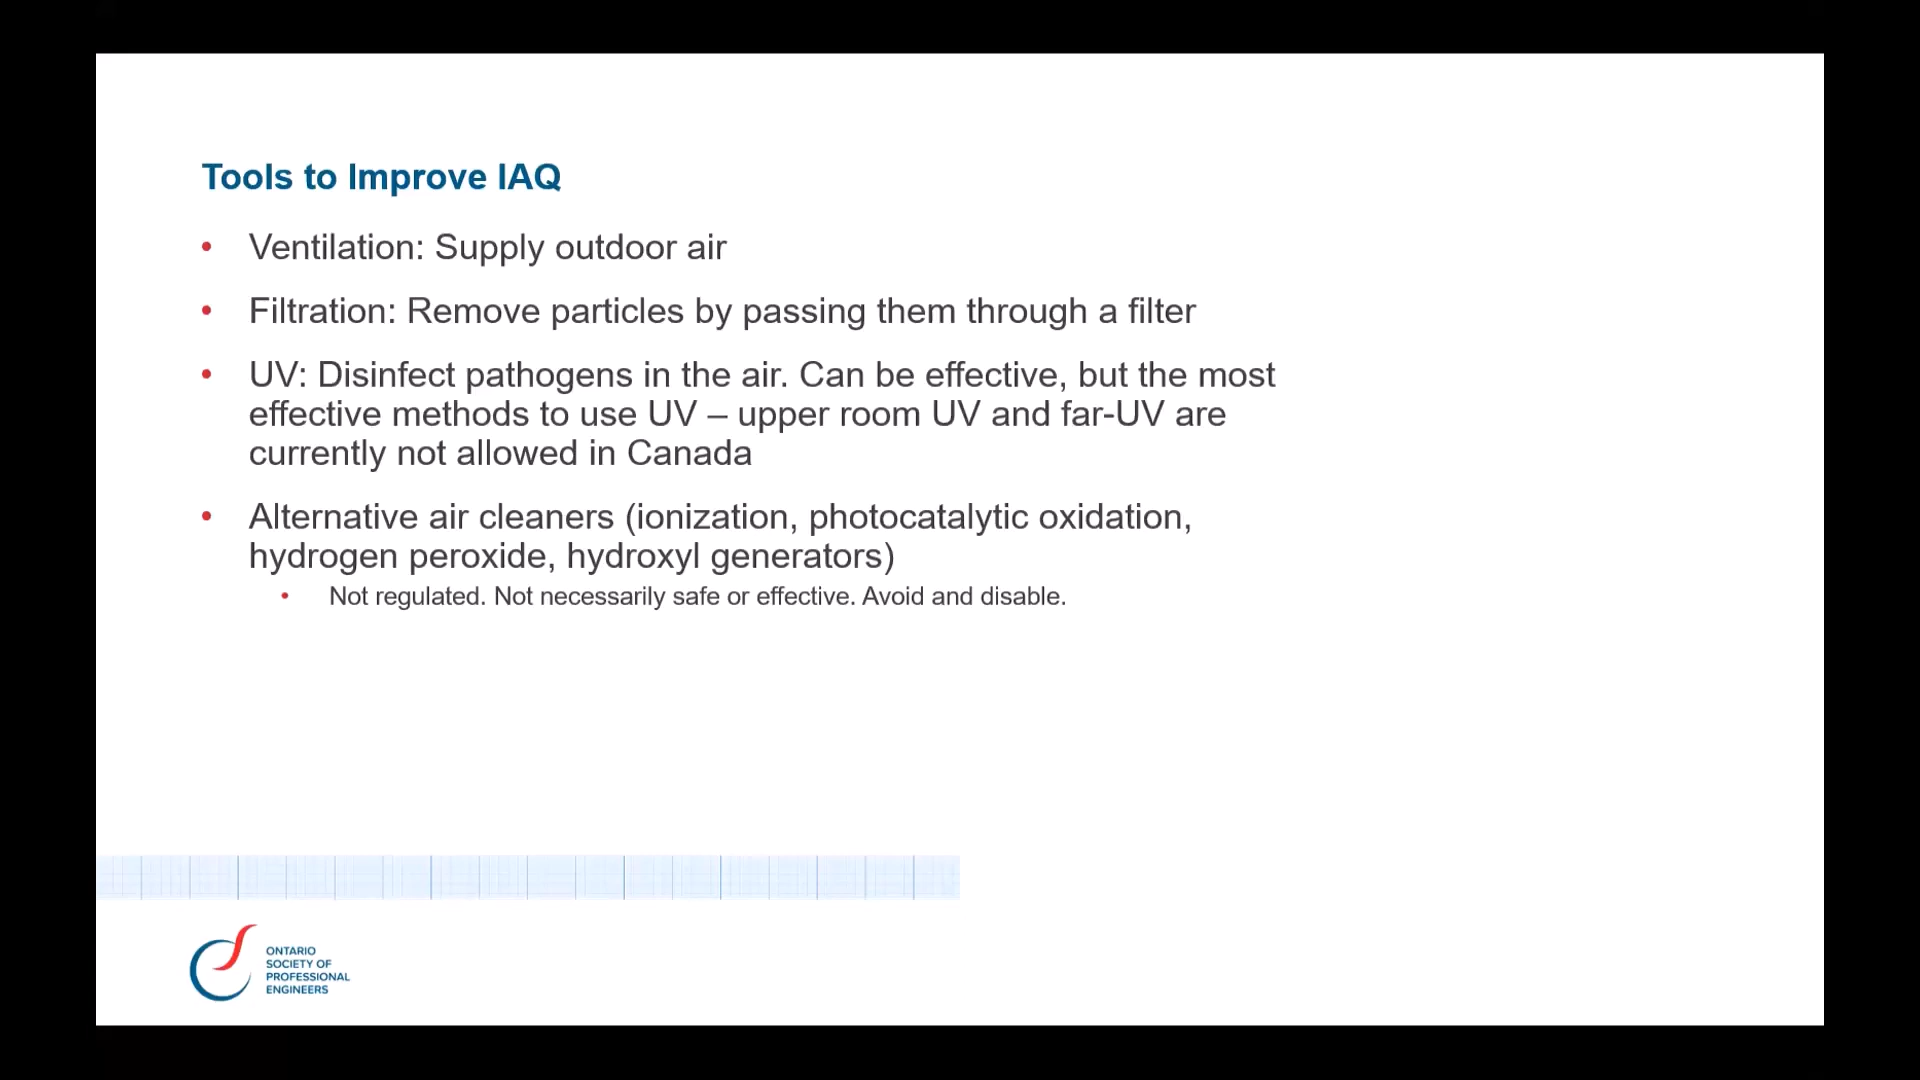 Tools to Improve IAQ
• Ventilation: Supply outdoor air
• Filtration: Remove particles by passing them through a filter
• UV: Disinfect pathogens in the air. Can be effective, but the most
effective methods to use UV – upper room UV and far-UV are
currently not allowed in Canada
• Alternative air cleaners (ionization, photocatalytic oxidation,
hydrogen peroxide, hydroxyl generators)
• Not regulated. Not necessarily safe or effective. Avoid and disable.
ONTARIO
SOCIETY OF
PROFESSIONAL
ENGINEERS